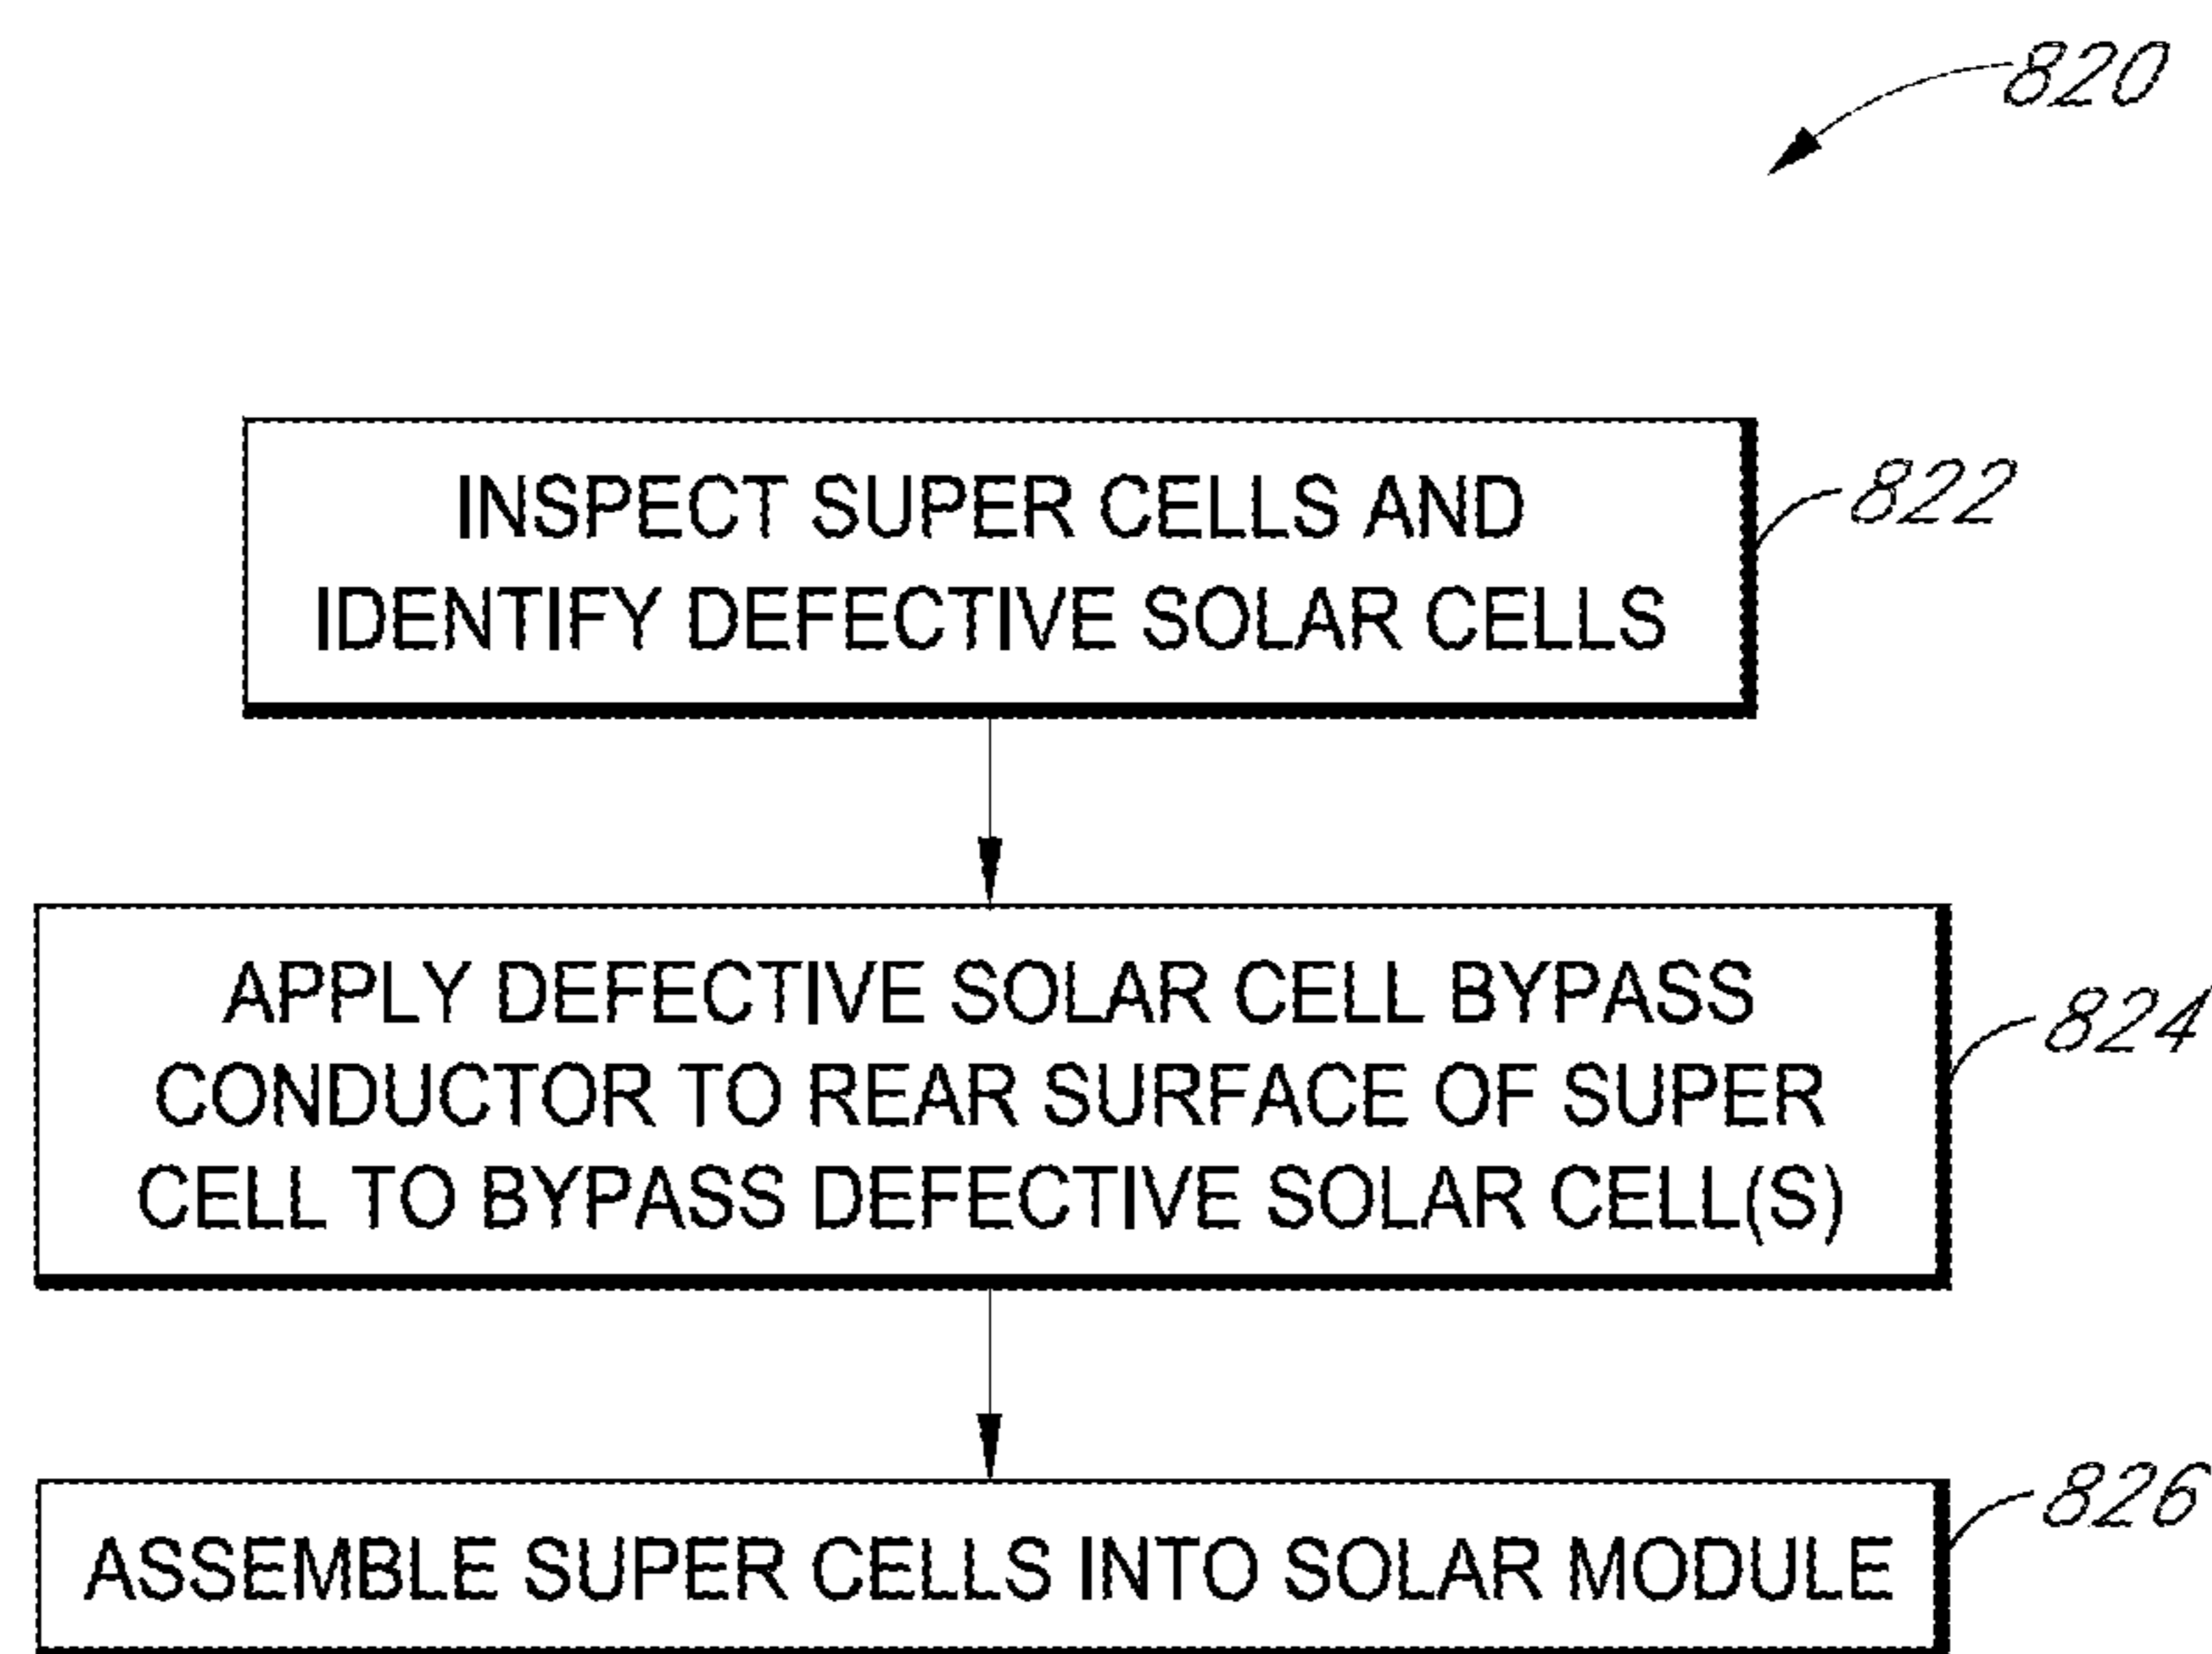 820
INSPECT SUPER CELLS AND
IDENTIFY DEFECTIVE SOLAR CELLS
822
APPLY DEFECTIVE SOLAR CELL BYPASS
CONDUCTOR TO REAR SURFACE OF SUPER
CELL TO BYPASS DEFECTIVE SOLAR CELL(S)
824
ASSEMBLE SUPER CELLS INTO SOLAR MODULE
826